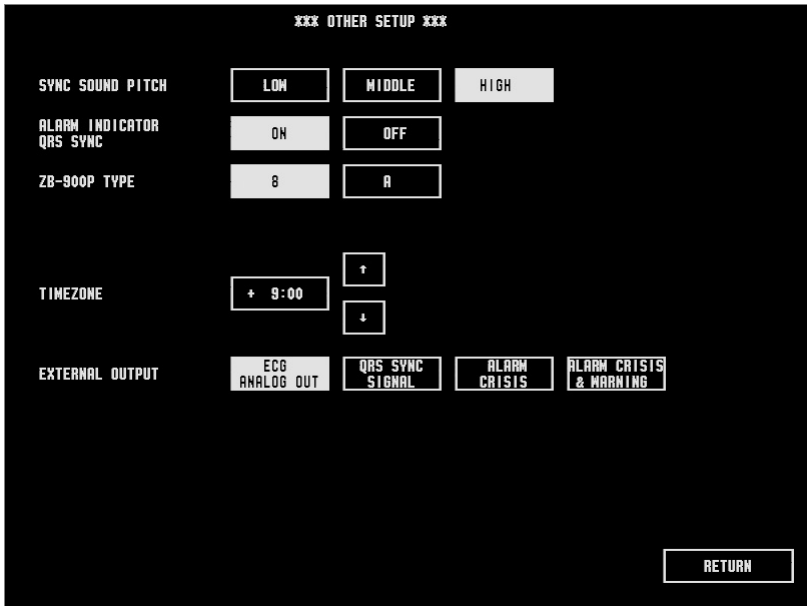 *** OTHER SETUP ***
SYNC SOUND PITCH LOW MIDDLE HIGH
ALARM INDICATOR
QRS SYNC ON OFF
ZB-900P TYPE 8 A
↑
TIMEZONE + 9:00
↓
EXTERNAL OUTPUT
ECG
ANALOG OUT
QRS SYNC
SIGNAL
ALARM
CRISIS
ALARM CRISIS
& WARNING
RETURN